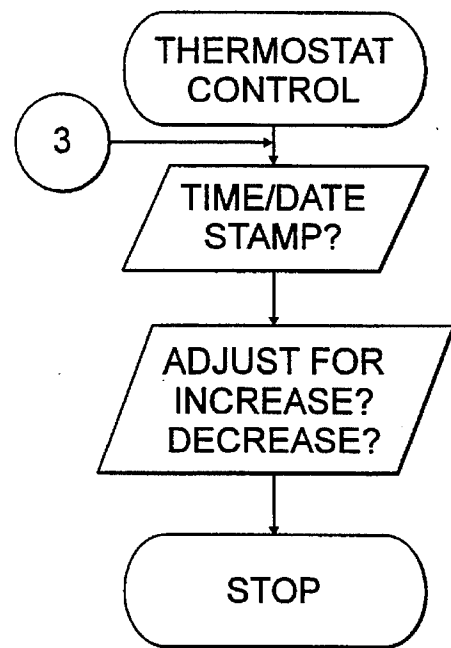 THERMOSTAT
CONTROL
3
TIME/DATE
STAMP?
ADJUST FOR
INCREASE?
DECREASE?
STOP